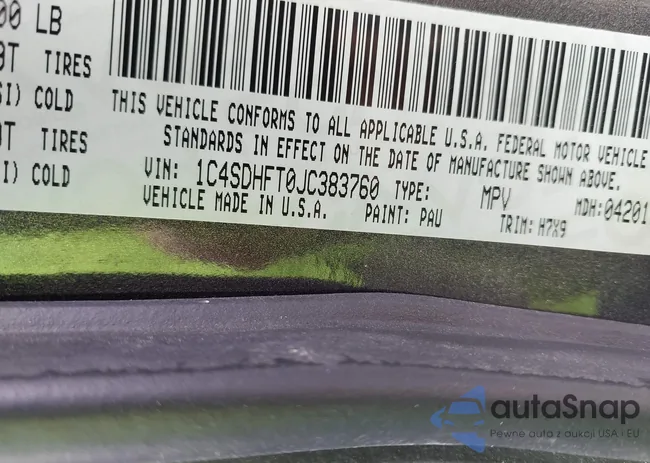 00 LB
TIRES
SI) COLD
TIRES
SI) COLD
THIS VEHICLE CONFORMS TO ALL APPLICABLE U.S.A. FEDERAL MOTOR VEHICLE
STANDARDS IN EFFECT ON THE DATE OF MANUFACTURE SHOWN ABOVE.
VIN: 1C4SDHFT0JC383760 TYPE: MPV MDH: 04201
VEHICLE MADE IN U.S.A. PAINT: PAU TRIM: H7X9
autaSnap
Pewne auta z aukcji USA i EU